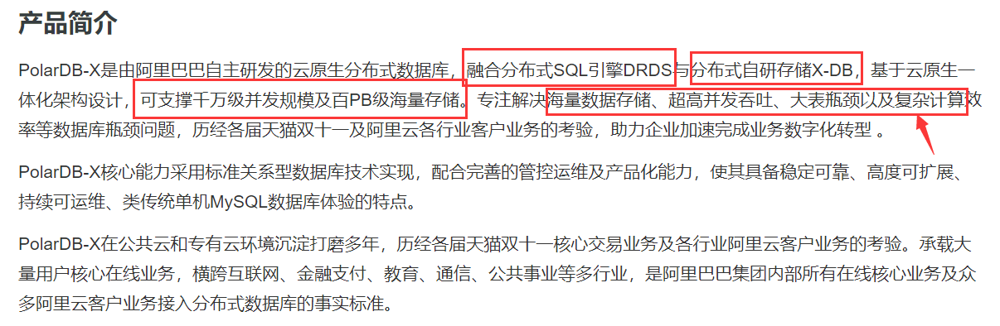 产品简介
PolarDB-X是由阿里巴巴自主研发的云原生分布式数据库，融合分布式SQL引擎DRDS与分布式自研存储X-DB，基于云原生一
体化架构设计，可支撑千万级并发规模及百PB级海量存储。专注解决海量数据存储、超高并发吞吐、大表瓶颈以及复杂计算效
率等数据库瓶颈问题，历经各届天猫双十一及阿里云各行业客户业务的考验，助力企业加速完成业务数字化转型 。
PolarDB-X核心能力采用标准关系型数据库技术实现，配合完善的管控运维及产品化能力，使其具备稳定可靠、高度可扩展、
持续可运维、类传统单机MySQL数据库体验的特点。
PolarDB-X在公共云和专有云环境沉淀打磨多年，历经各届天猫双十一核心交易业务及各行业阿里云客户业务的考验。承载大
量用户核心在线业务，横跨互联网、金融支付、教育、通信、公共事业等多行业，是阿里巴巴集团内部所有在线核心业务及众
多阿里云客户业务接入分布式数据库的事实标准。